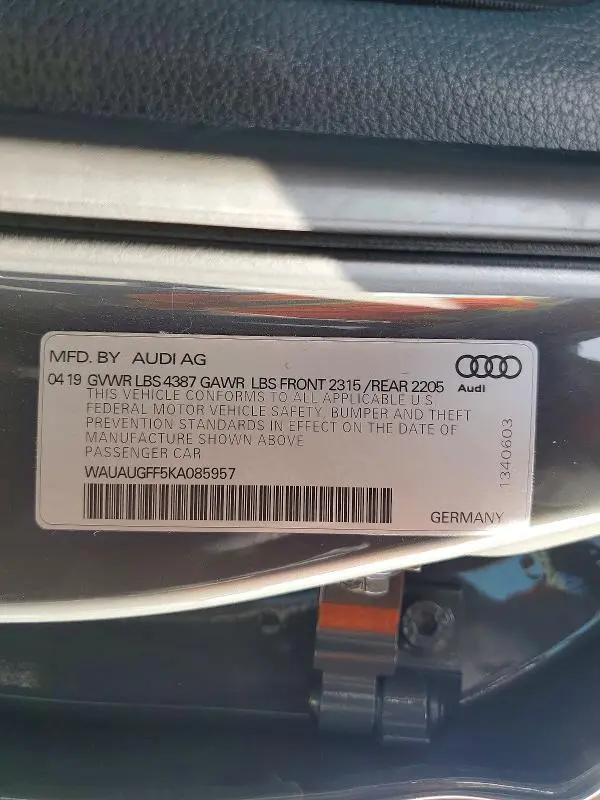 MFD. BY AUDI AG
04 19 GVWR LBS 4387 GAWR LBS FRONT 2315 /REAR 2205
Audi
THIS VEHICLE CONFORMS TO ALL APPLICABLE U.S
FEDERAL MOTOR VEHICLE SAFETY, BUMPER AND THEFT
PREVENTION STANDARDS IN EFFECT ON THE DATE OF
MANUFACTURE SHOWN ABOVE
PASSENGER CAR
1340603
WAUAUGFF5KA085957
GERMANY